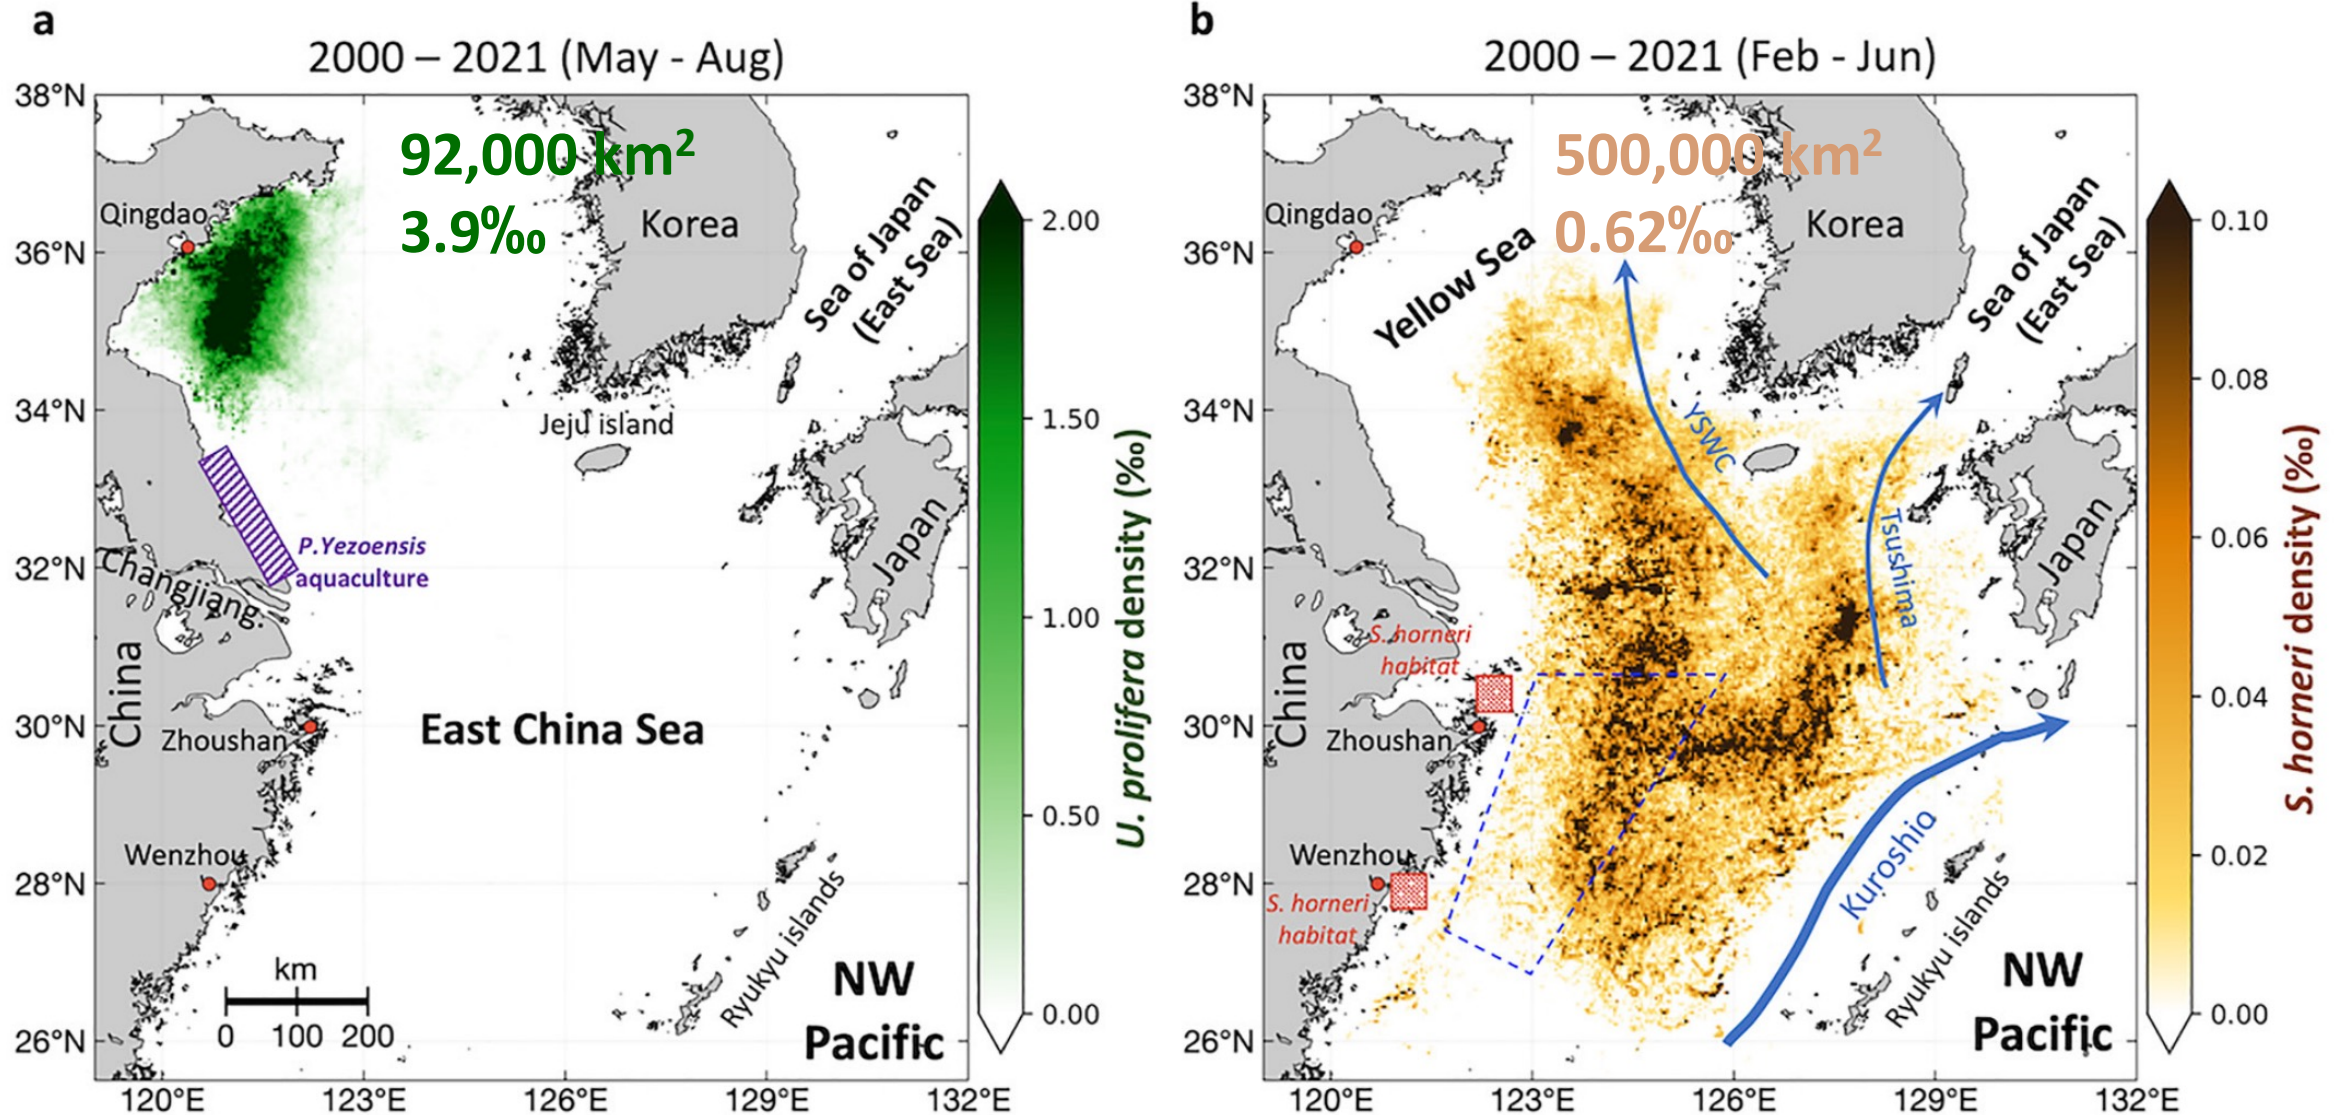 a
2000 – 2021 (May - Aug)
38°N
36°N
34°N
32°N
30°N
28°N
26°N
120°E
123°E
126°E
129°E
132°E
92,000 km²
3.9‰
Qingdao
Korea
Sea of Japan
(East Sea)
Jeju island
P.Yezoensis
aquaculture
Changjiang.
China
Japan
Zhoushan
East China Sea
Wenzhou
km
0 100 200
Ryukyu islands
NW
Pacific
2.00
1.50
1.00
0.50
0.00
U. prolifera density (‰)
b
2000 – 2021 (Feb - Jun)
38°N
36°N
34°N
32°N
30°N
28°N
26°N
120°E
123°E
126°E
129°E
132°E
500,000 km²
0.62‰
Qingdao
Yellow Sea
Korea
Sea of Japan
(East Sea)
YSWC
Tsushima
Japan
S. horneri
habitat
China
Zhoushan
Wenzhou
S. horneri
habitat
Kuroshio
Ryukyu islands
NW
Pacific
0.10
0.08
0.06
0.04
0.02
0.00
S. horneri density (‰)